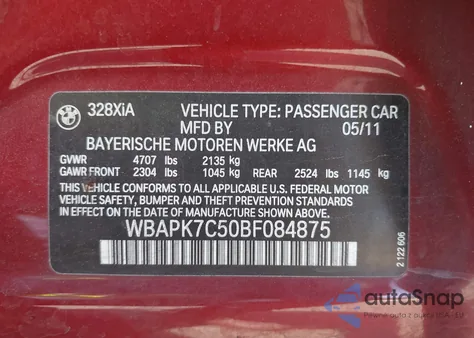 328XiA VEHICLE TYPE: PASSENGER CAR
MFD BY 05/11
BAYERISCHE MOTOREN WERKE AG
GVWR 4707 lbs 2135 kg
GAWR FRONT 2304 lbs 1045 kg REAR 2524 lbs 1145 kg
THIS VEHICLE CONFORMS TO ALL APPLICABLE U.S. FEDERAL MOTOR
VEHICLE SAFETY, BUMPER AND THEFT PREVENTION STANDARDS
IN EFFECT ON THE DATE OF MANUFACTURE SHOWN ABOVE.
WBAPK7C50BF084875
2 122 606
autoSnap